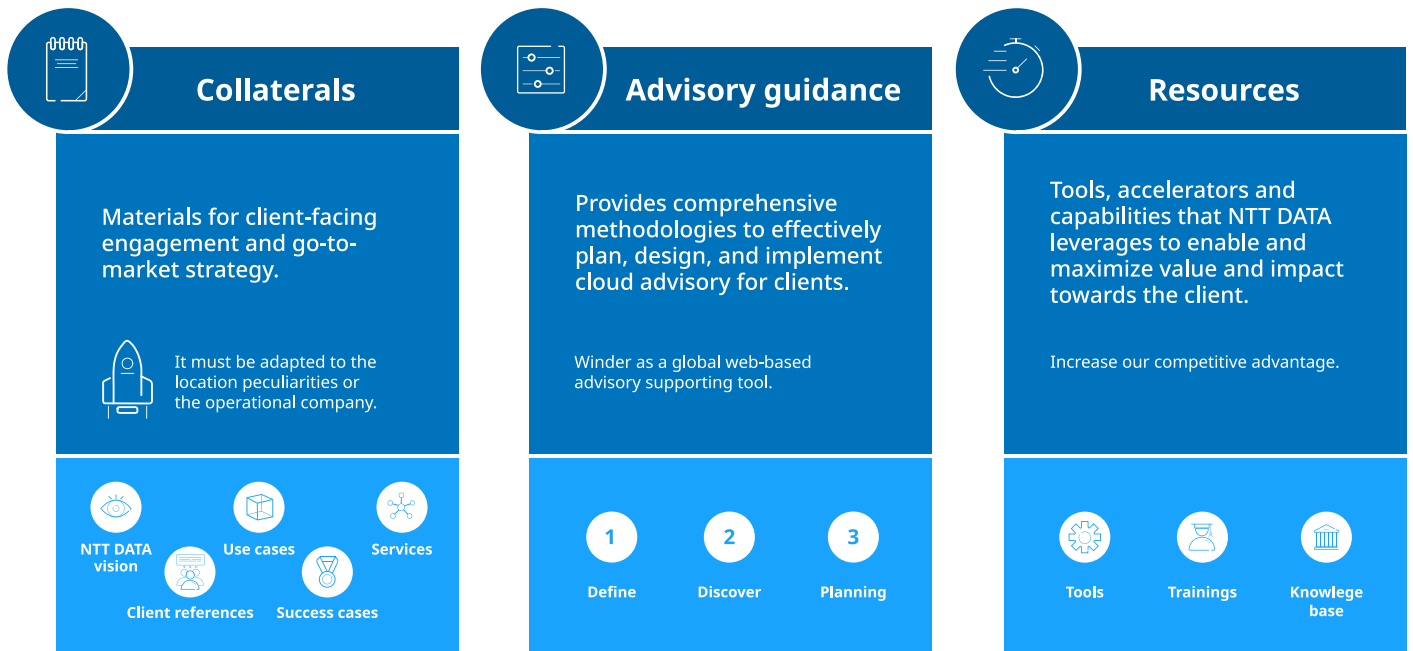 Collaterals
Materials for client-facing
engagement and go-to-
market strategy.
It must be adapted to the
location peculiarities or
the operational company.
NTT DATA
vision
Use cases
Services
Client references
Success cases
Advisory guidance
Provides comprehensive
methodologies to effectively
plan, design, and implement
cloud advisory for clients.
Winder as a global web-based
advisory supporting tool.
1
2
3
Define
Discover
Planning
Resources
Tools, accelerators and
capabilities that NTT DATA
leverages to enable and
maximize value and impact
towards the client.
Increase our competitive advantage.
Tools
Trainings
Knowlege
base